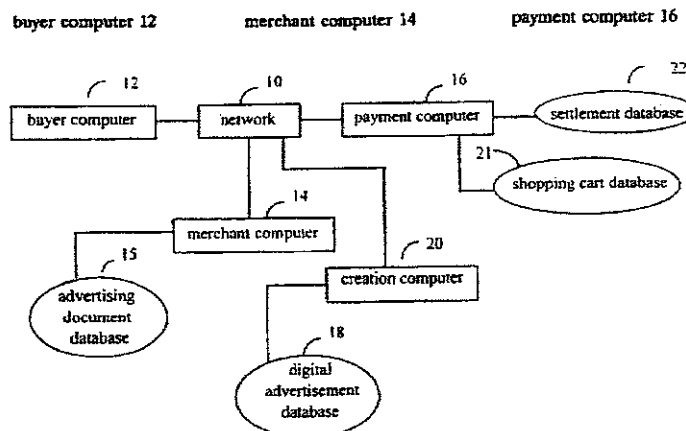 buyer computer 12 merchant computer 14 payment computer 16
12 10 16 22
buyer computer network payment computer settlement database
21
shopping cart database
14
merchant computer
15 20
creation computer
advertising
document
database
18
digital
advertisement
database